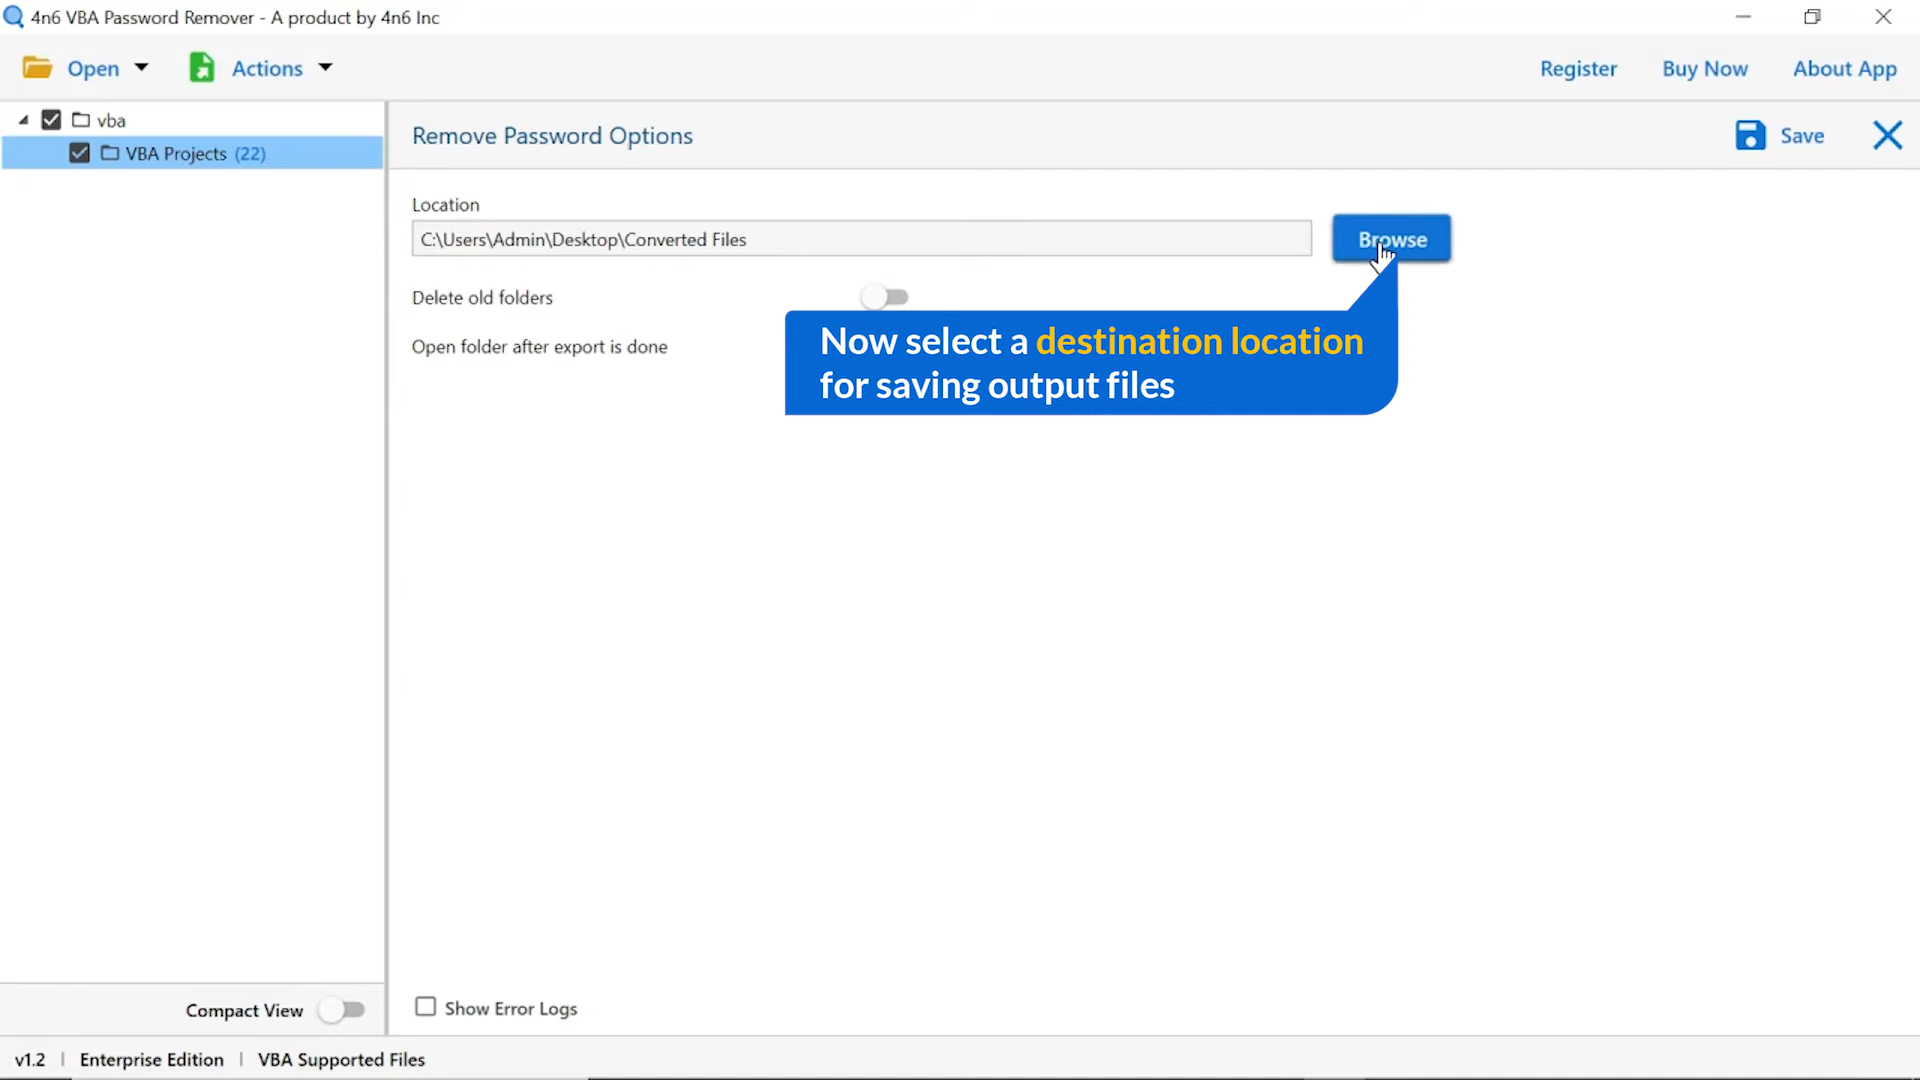 4n6 VBA Password Remover - A product by 4n6 Inc
Open Actions Register Buy Now About App
vba
VBA Projects (22)
Remove Password Options Save
Location
C:\Users\Admin\Desktop\Converted Files Browse
Delete old folders
Open folder after export is done
Now select a destination location
for saving output files
Compact View
Show Error Logs
v1.2 | Enterprise Edition | VBA Supported Files